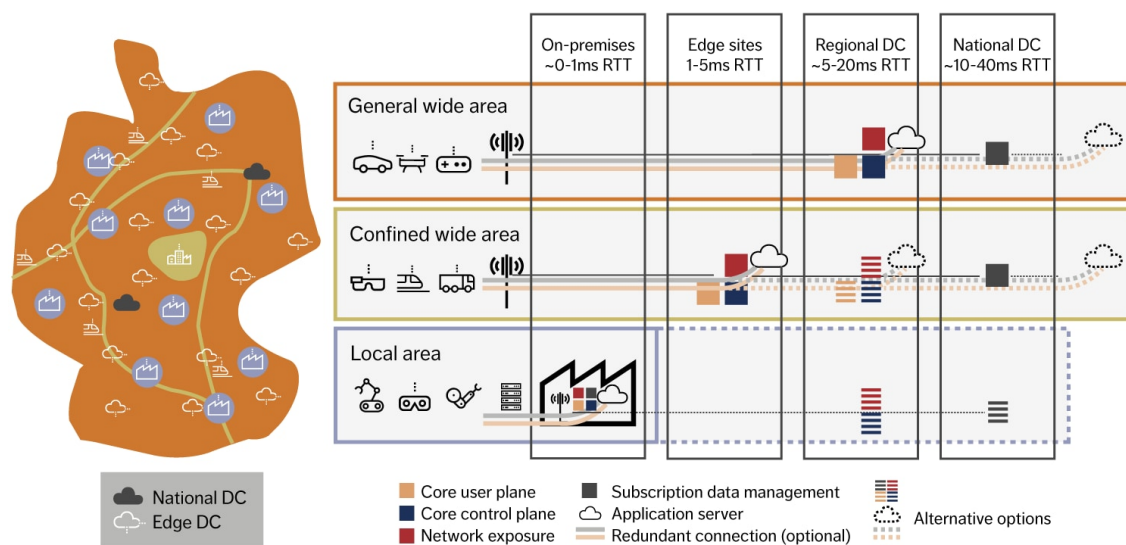 On-premises
~0-1ms RTT
Edge sites
1-5ms RTT
Regional DC
~5-20ms RTT
National DC
~10-40ms RTT
General wide area
Confined wide area
Local area
National DC
Edge DC
Core user plane
Core control plane
Network exposure
Subscription data management
Application server
Redundant connection (optional)
Alternative options